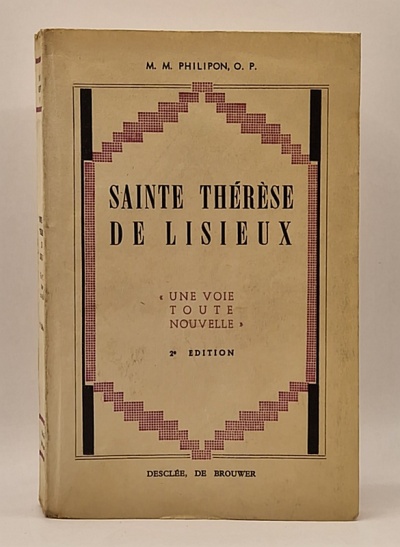 M. M. PHILIPON, O. P.
SAINTE THÉRÈSE
DE LISIEUX
« UNE VOIE
TOUTE
NOUVELLE »
2e EDITION
DESCLÉE, DE BROUWER